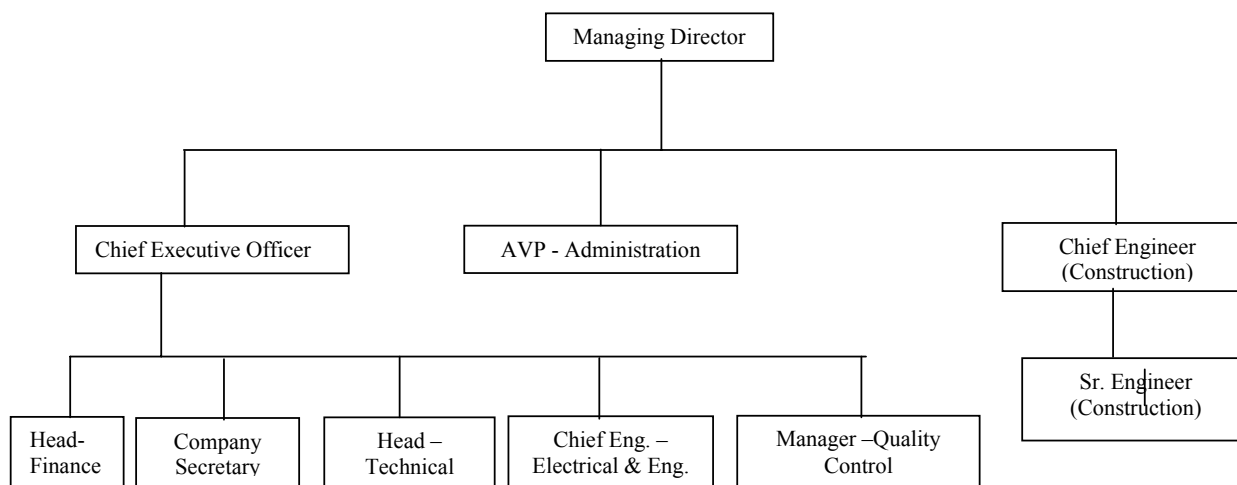 Managing Director
Chief Executive Officer
AVP - Administration
Chief Engineer
(Construction)
Sr. Engineer
(Construction)
Head-
Finance
Company
Secretary
Head –
Technical
Chief Eng. –
Electrical & Eng.
Manager –Quality
Control